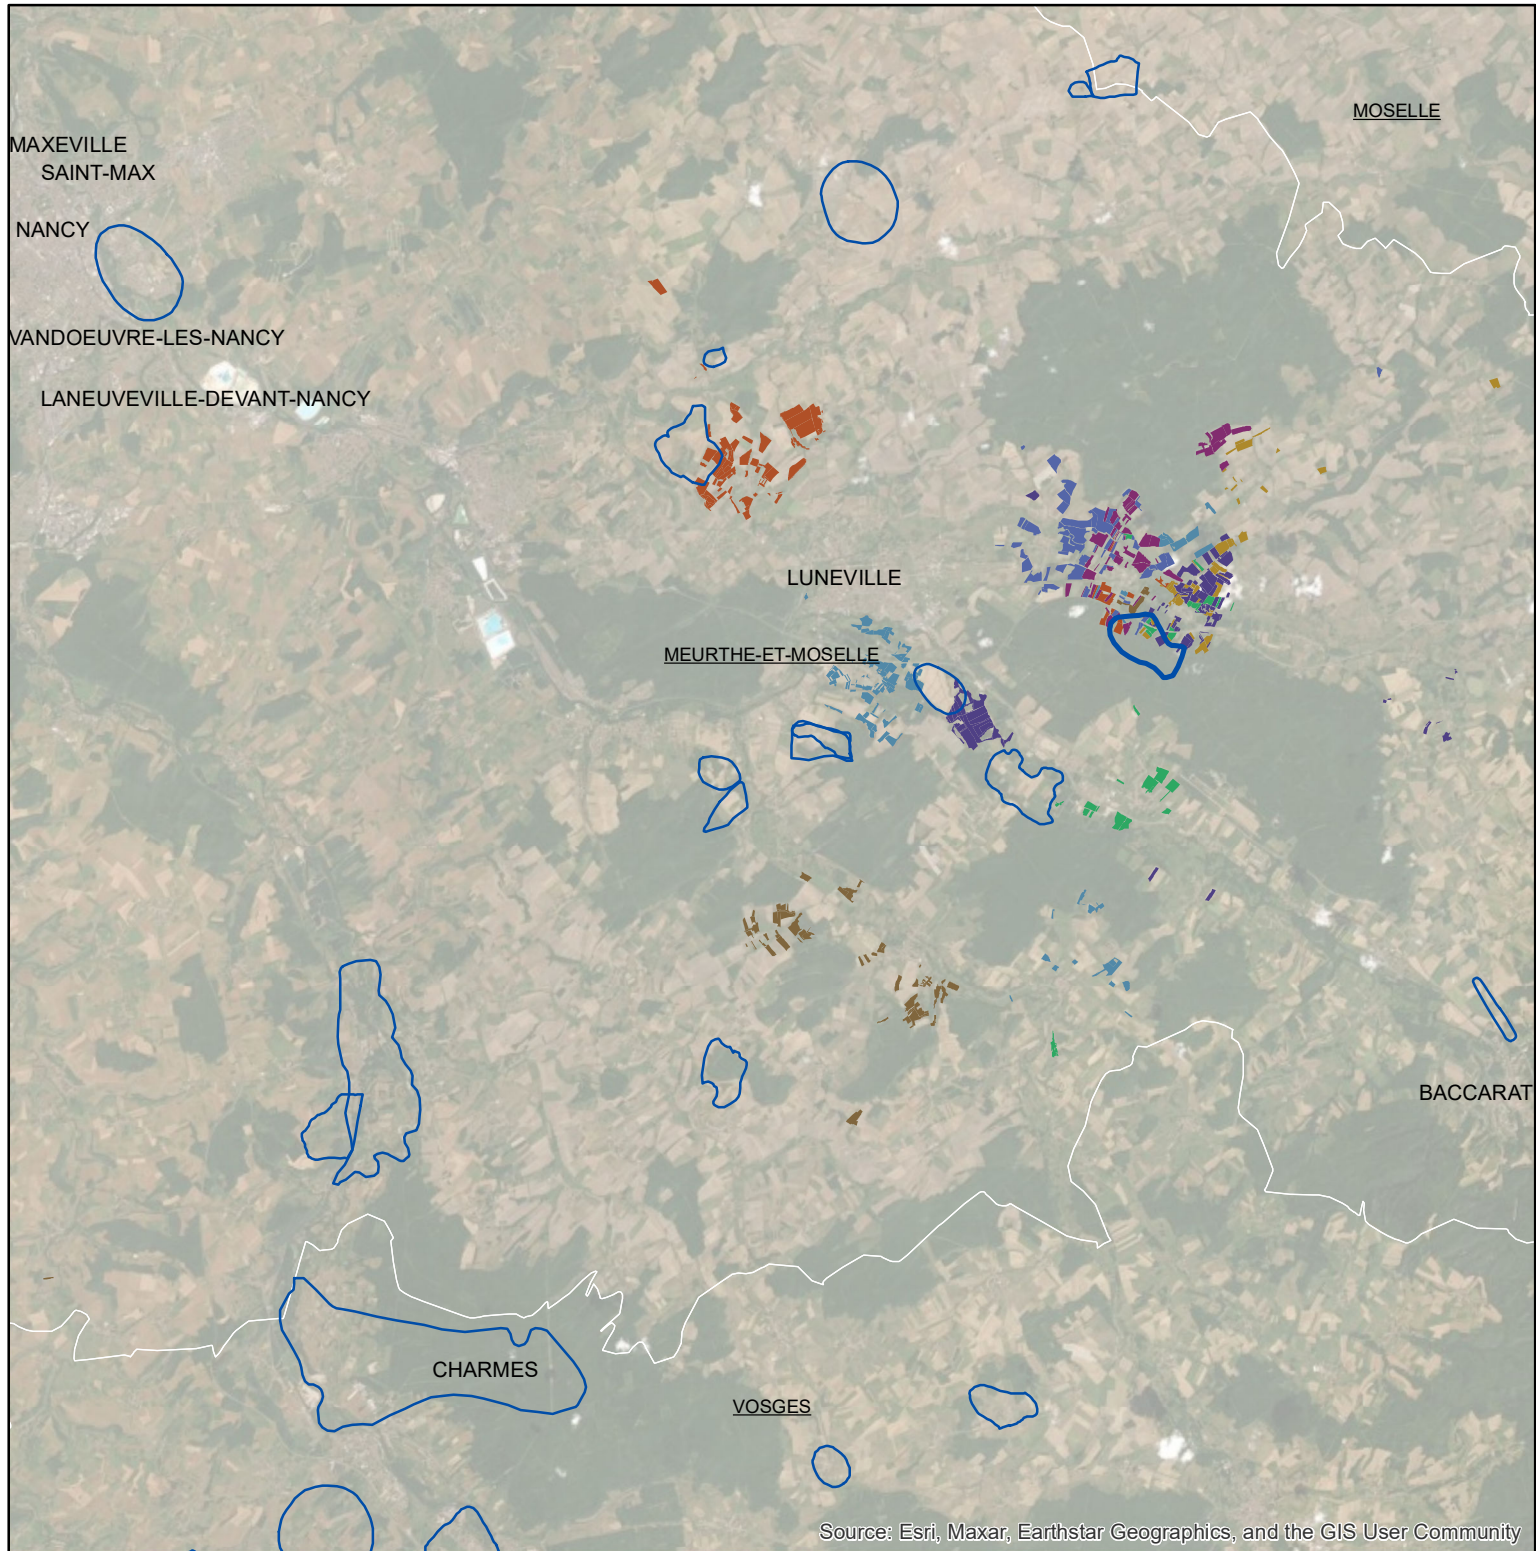 MOSELLE
MAXEVILLE
SAINT-MAX
NANCY
VANDOEUVRE-LES-NANCY
LANEUVEVILLE-DEVANT-NANCY
LUNEVILLE
MEURTHE-ET-MOSELLE
BACCARAT
CHARMES
VOSGES
Source: Esri, Maxar, Earthstar Geographics, and the GIS User Community